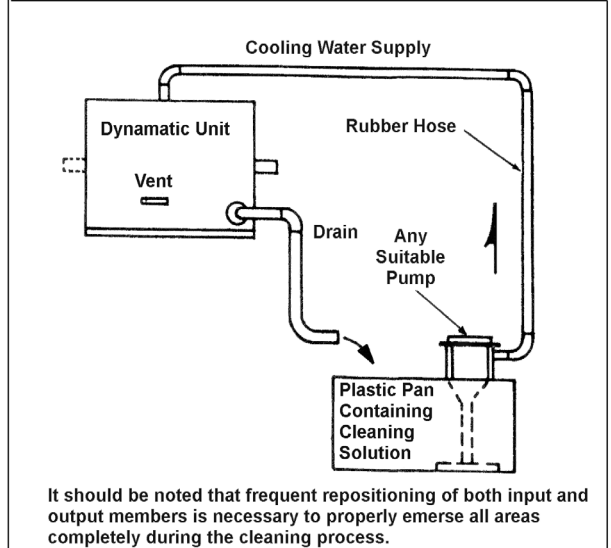 Cooling Water Supply
Dynamatic Unit
Rubber Hose
Vent
Drain
Any
Suitable
Pump
Plastic Pan
Containing
Cleaning
Solution
It should be noted that frequent repositioning of both input and
output members is necessary to properly emerse all areas
completely during the cleaning process.